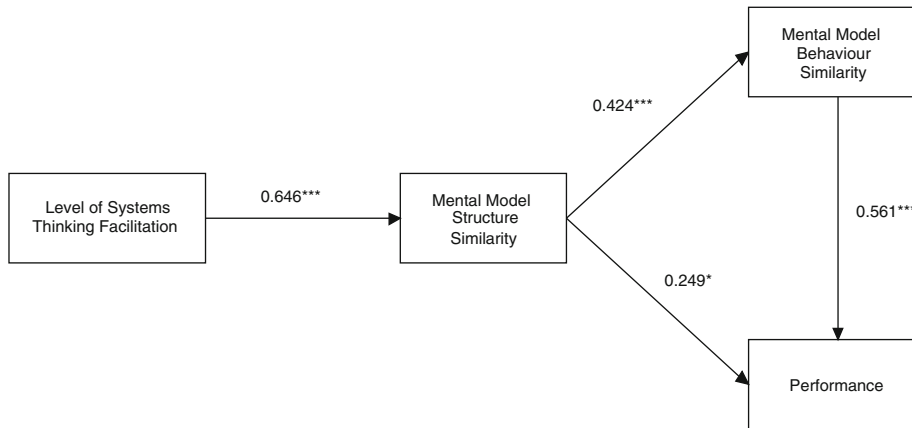 Mental Model
Behaviour
Similarity
0.424***
0.646***
Level of Systems
Thinking Facilitation
Mental Model
Structure
Similarity
0.561***
0.249*
Performance